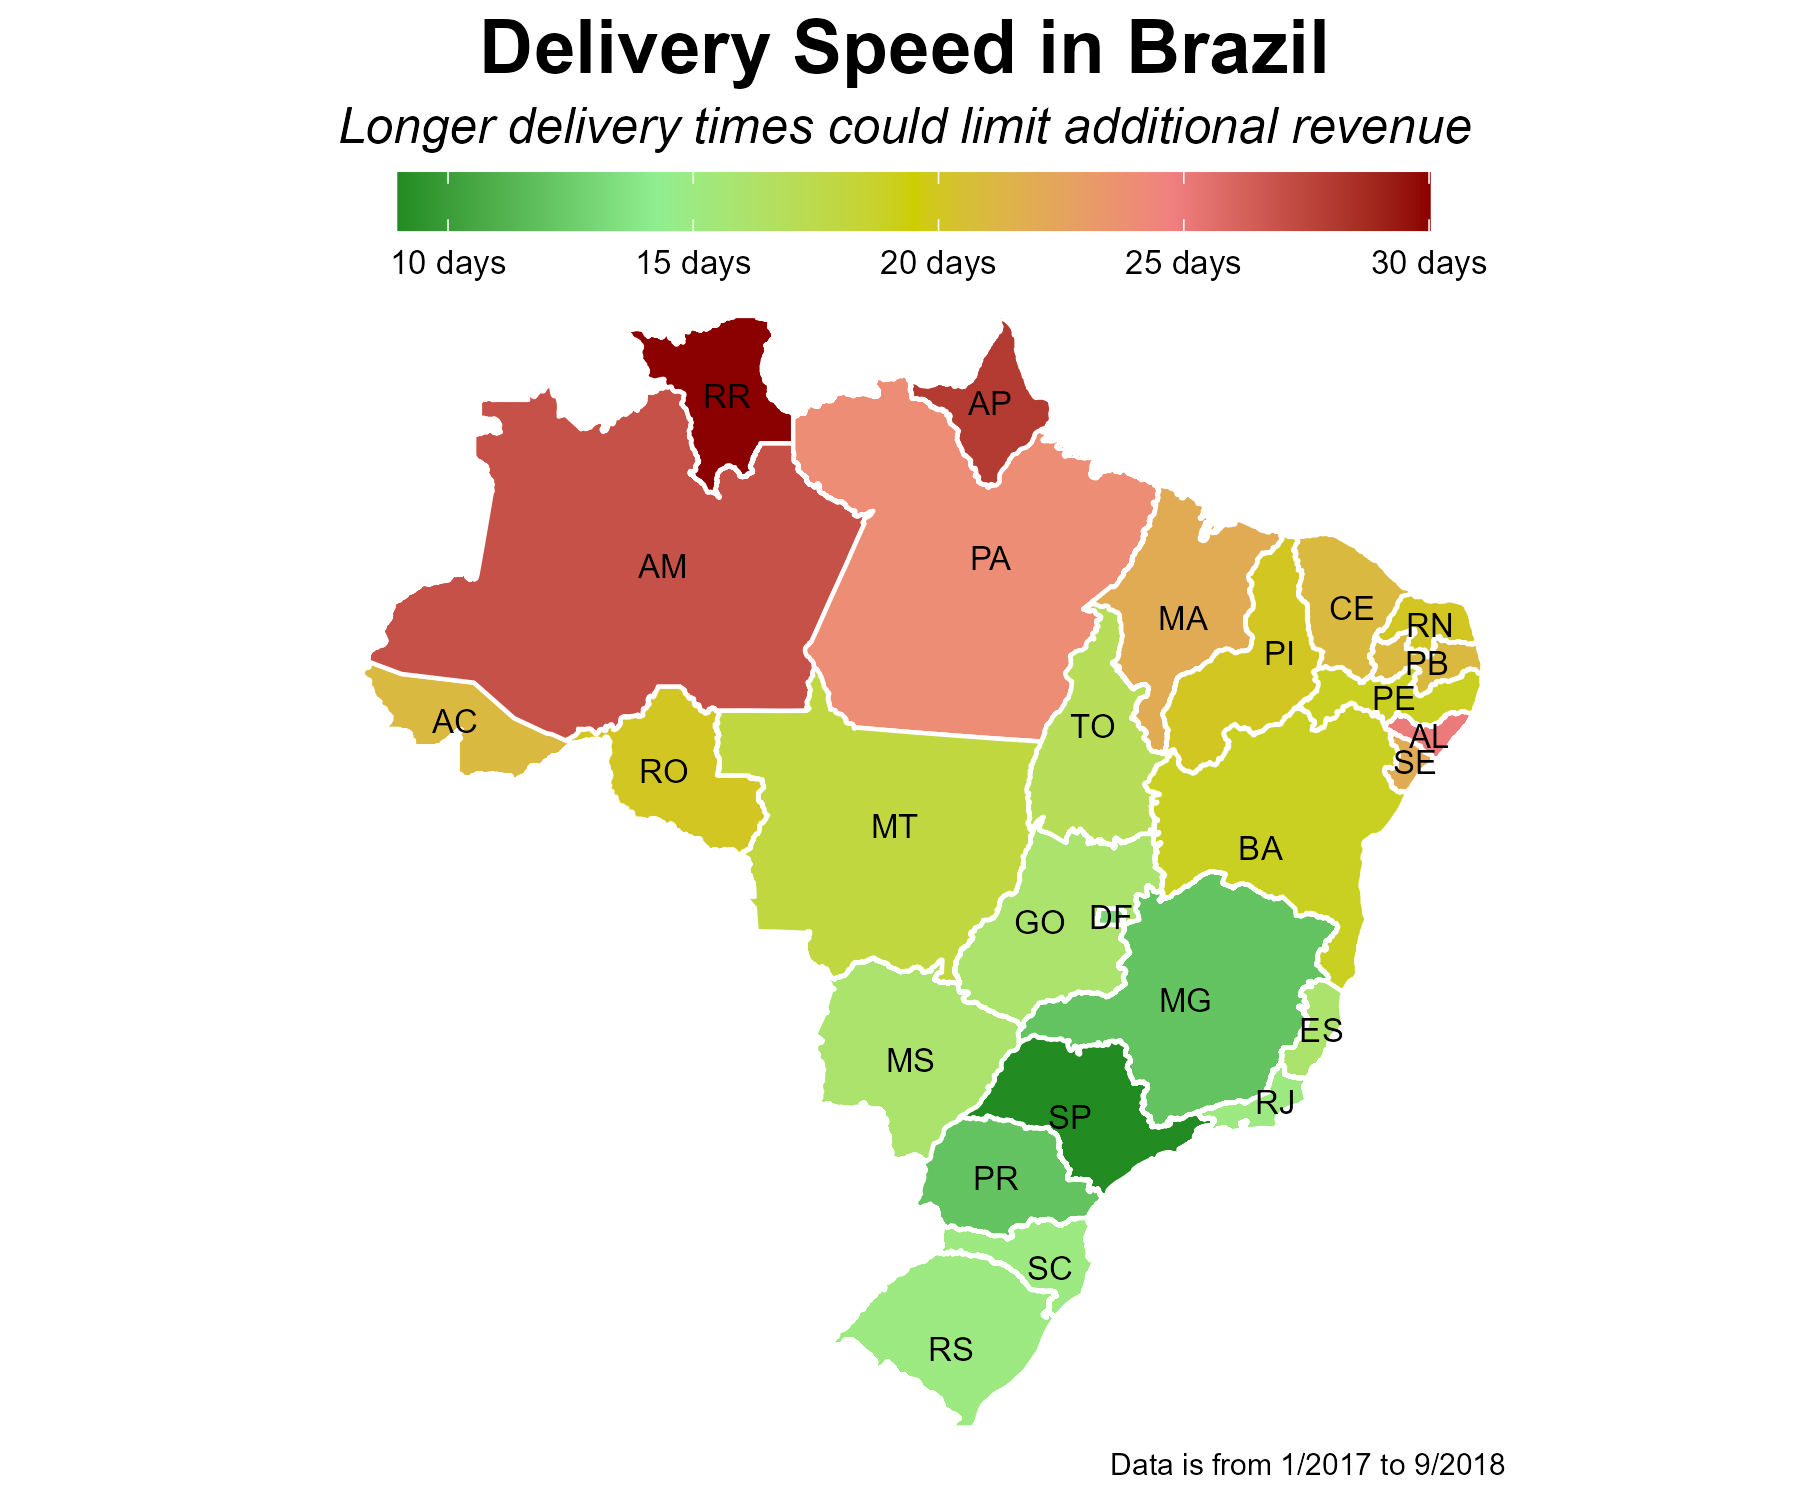 Delivery Speed in Brazil
Longer delivery times could limit additional revenue
10 days 15 days 20 days 25 days 30 days
RR
AP
AM
PA
MA
CE
RN
PI
PB
PE
AC
TO
AL
RO
SE
MT
BA
GO
DF
MG
ES
MS
RJ
SP
PR
SC
RS
Data is from 1/2017 to 9/2018